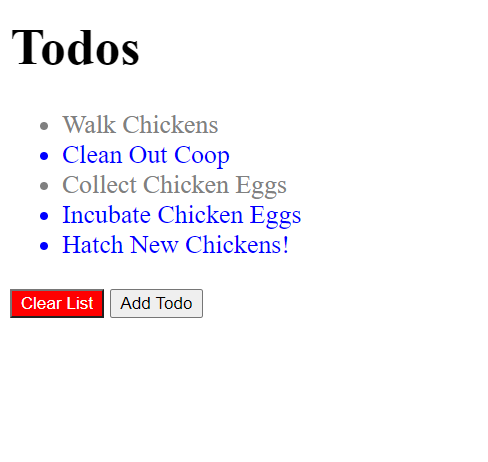 Todos
Walk Chickens
Clean Out Coop
Collect Chicken Eggs
Incubate Chicken Eggs
Hatch New Chickens!
Clear List Add Todo